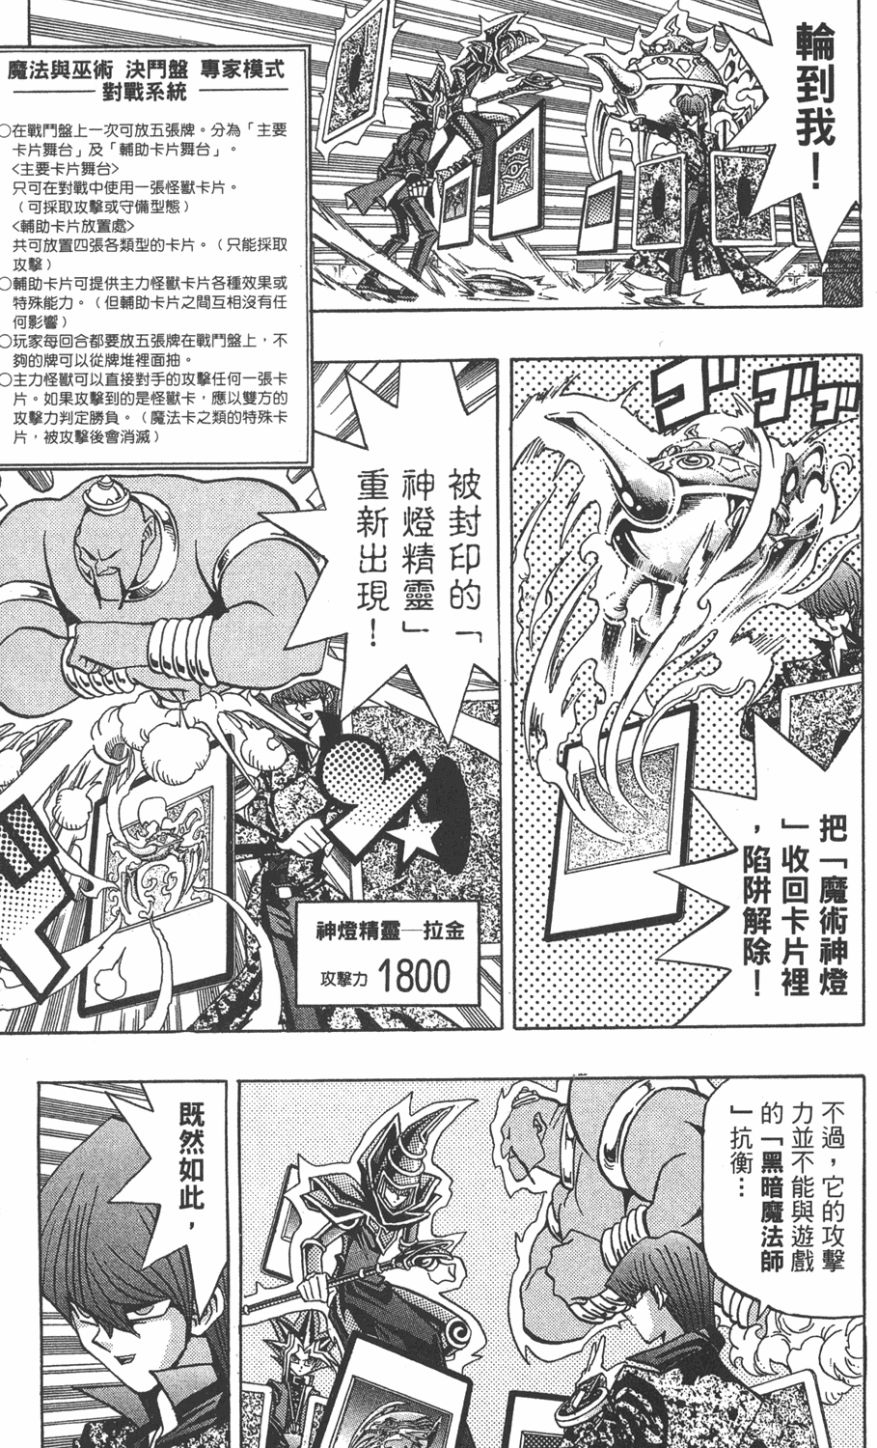 輪到我！
魔法與巫術 決鬥盤 專家模式
對戰系統
○在戰鬥盤上一次可放五張牌。分為「主要
卡片舞台」及「輔助卡片舞台」。
<主要卡片舞台>
只可在對戰中使用一張怪獸卡片。
（可採取攻擊或守備型態）
<輔助卡片放置處>
共可放置四張各類型的卡片。（只能採取
攻擊）
○輔助卡片可提供主力怪獸卡片各種效果或
特殊能力。（但輔助卡片之間互相沒有任
何影響）
○玩家每回合都要放五張牌在戰鬥盤上，不
夠的牌可以從牌堆裡面抽。
○主力怪獸可以直接對手的攻擊任何一張卡
片。如果攻擊到的是怪獸卡，應以雙方的
攻擊力判定勝負。（魔法卡之類的特殊卡
片，被攻擊後會消滅）
ゴゴゴ
把「魔術神燈
」收回卡片裡
，陷阱解除！
被封印的「
神燈精靈」
重新出現！
ドン
神燈精靈—拉金
攻擊力 1800
不過，它的攻擊
力並不能與遊戲
的「黑暗魔法師
」抗衡…
既然如此，